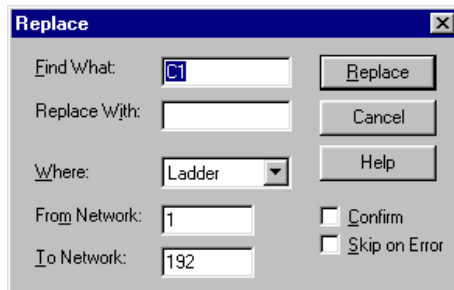 Replace
Find What: C1 Replace
Replace With: Cancel
Where: Ladder Help
From Network: 1 Confirm
To Network: 192 Skip on Error